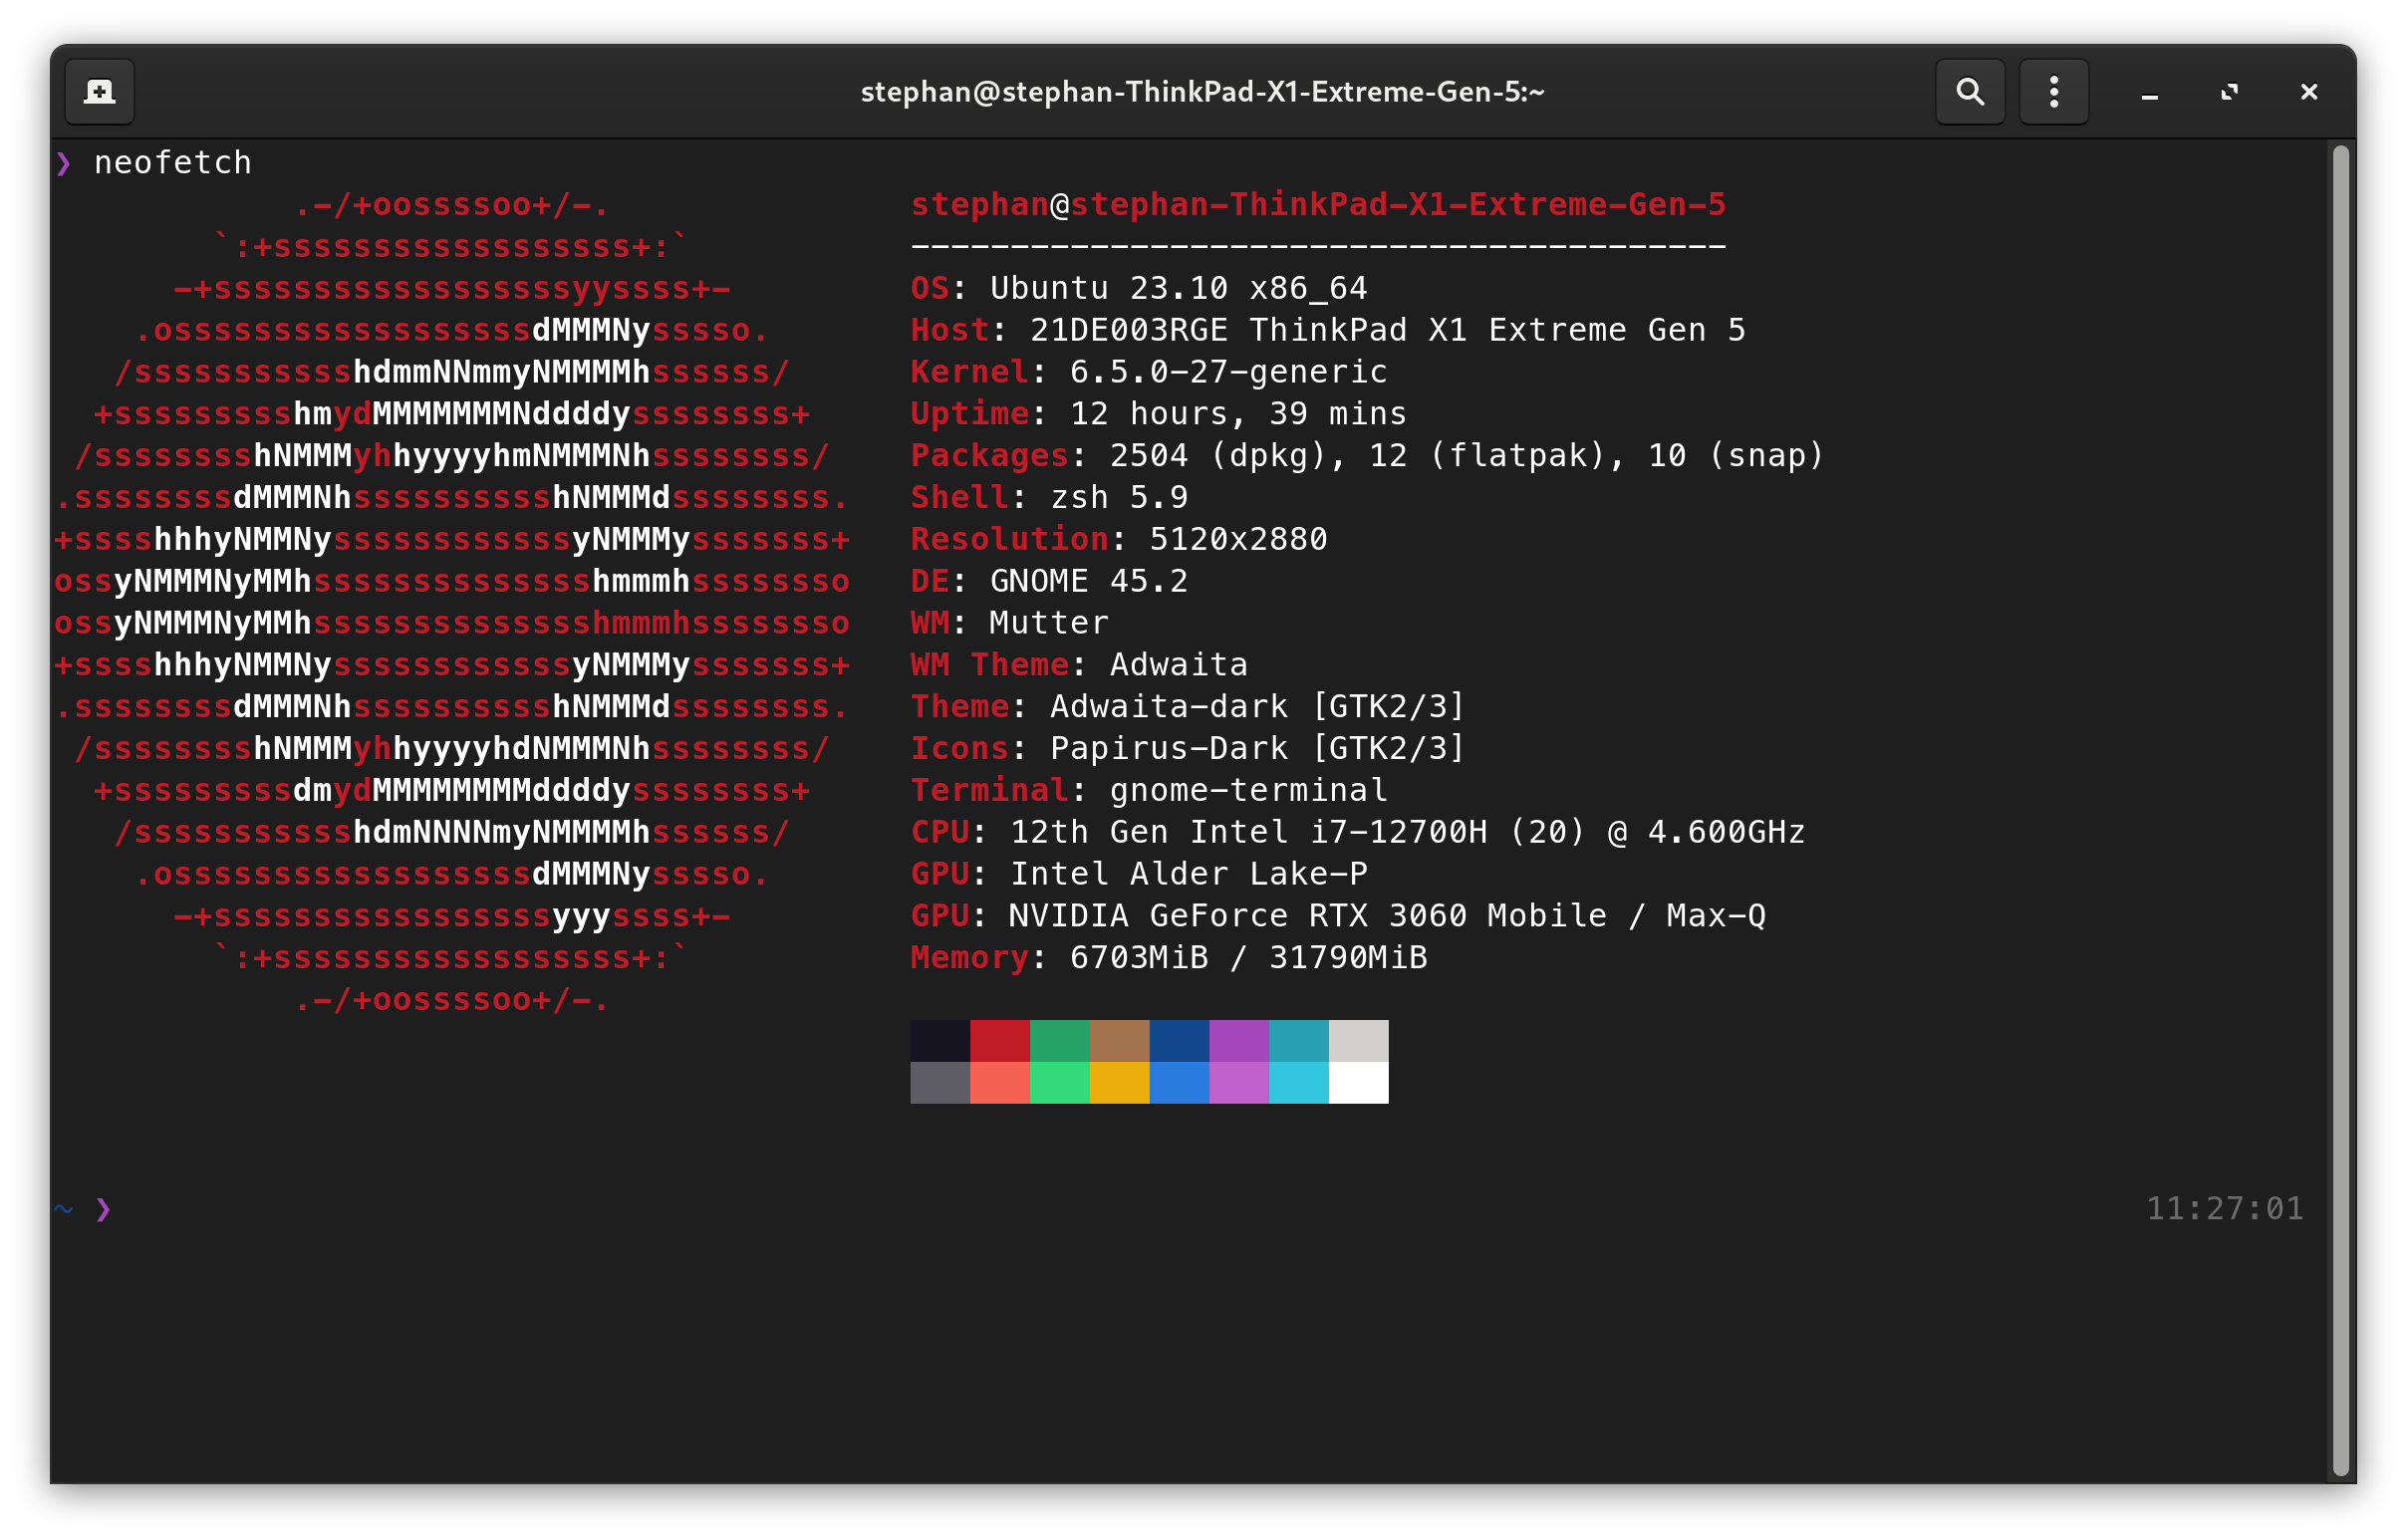 stephan@stephan-ThinkPad-X1-Extreme-Gen-5:~
❯ neofetch
            .-/+oossssoo+/-.               stephan@stephan-ThinkPad-X1-Extreme-Gen-5
        `:+ssssssssssssssssss+:`           -----------------------------------------
      -+ssssssssssssssssssyyssss+-         OS: Ubuntu 23.10 x86_64
    .ossssssssssssssssssdMMMNysssso.       Host: 21DE003RGE ThinkPad X1 Extreme Gen 5
   /ssssssssssshdmmNNmmyNMMMMhssssss/      Kernel: 6.5.0-27-generic
  +ssssssssshmydMMMMMMMNddddyssssssss+     Uptime: 12 hours, 39 mins
 /sssssssshNMMMyhhyyyyhmNMMMNhssssssss/    Packages: 2504 (dpkg), 12 (flatpak), 10 (snap)
.ssssssssdMMMNhsssssssssshNMMMdssssssss.   Shell: zsh 5.9
+sssshhhyNMMNyssssssssssssyNMMMysssssss+   Resolution: 5120x2880
ossyNMMMNyMMhsssssssssssssshmmmhssssssso   DE: GNOME 45.2
ossyNMMMNyMMhsssssssssssssshmmmhssssssso   WM: Mutter
+sssshhhyNMMNyssssssssssssyNMMMysssssss+   WM Theme: Adwaita
.ssssssssdMMMNhsssssssssshNMMMdssssssss.   Theme: Adwaita-dark [GTK2/3]
 /sssssssshNMMMyhhyyyyhdNMMMNhssssssss/    Icons: Papirus-Dark [GTK2/3]
  +sssssssssdmydMMMMMMMMddddyssssssss+     Terminal: gnome-terminal
   /ssssssssssshdmNNNNmyNMMMMhssssss/      CPU: 12th Gen Intel i7-12700H (20) @ 4.600GHz
    .ossssssssssssssssssdMMMNysssso.       GPU: Intel Alder Lake-P
      -+sssssssssssssssssyyyssss+-         GPU: NVIDIA GeForce RTX 3060 Mobile / Max-Q
        `:+ssssssssssssssssss+:`           Memory: 6703MiB / 31790MiB
            .-/+oossssoo+/-.
~ ❯ 11:27:01